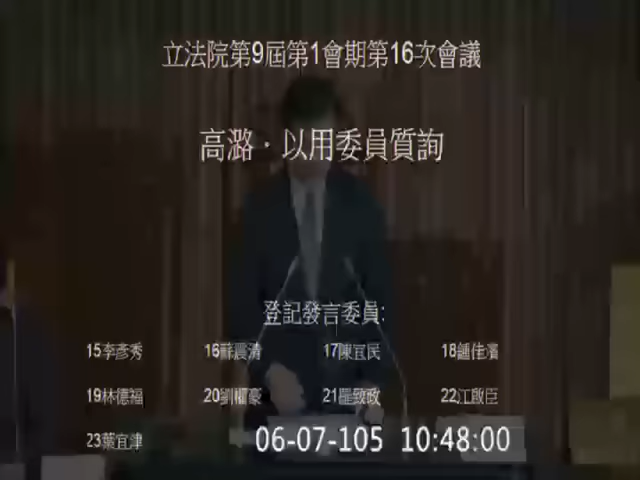 立法院第9屆第1會期第16次會議
高潞．以用委員質詢
登記發言委員:
15李彥秀 16蘇震清 17陳宜民 18鍾佳濱
19林德福 20劉櫂豪 21羅致政 22江啟臣
23葉宜津
06-07-105 10:48:00